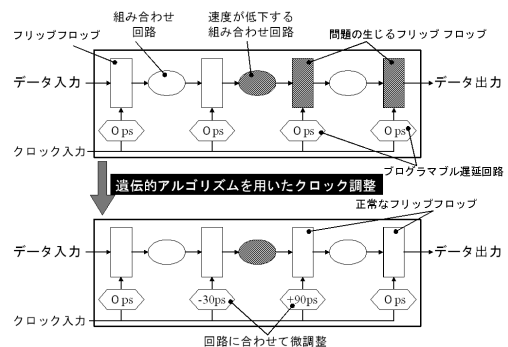 フリップフロップ
組み合わせ
回路
速度が低下する
組み合わせ回路
問題の生じるフリップ フロップ
データ入力
データ出力
0 ps
0 ps
0 ps
0 ps
クロック入力
プログラマブル遅延回路
遺伝的アルゴリズムを用いたクロック調整
正常なフリップフロップ
データ入力
データ出力
0 ps
-30ps
+90ps
0 ps
クロック入力
回路に合わせて微調整